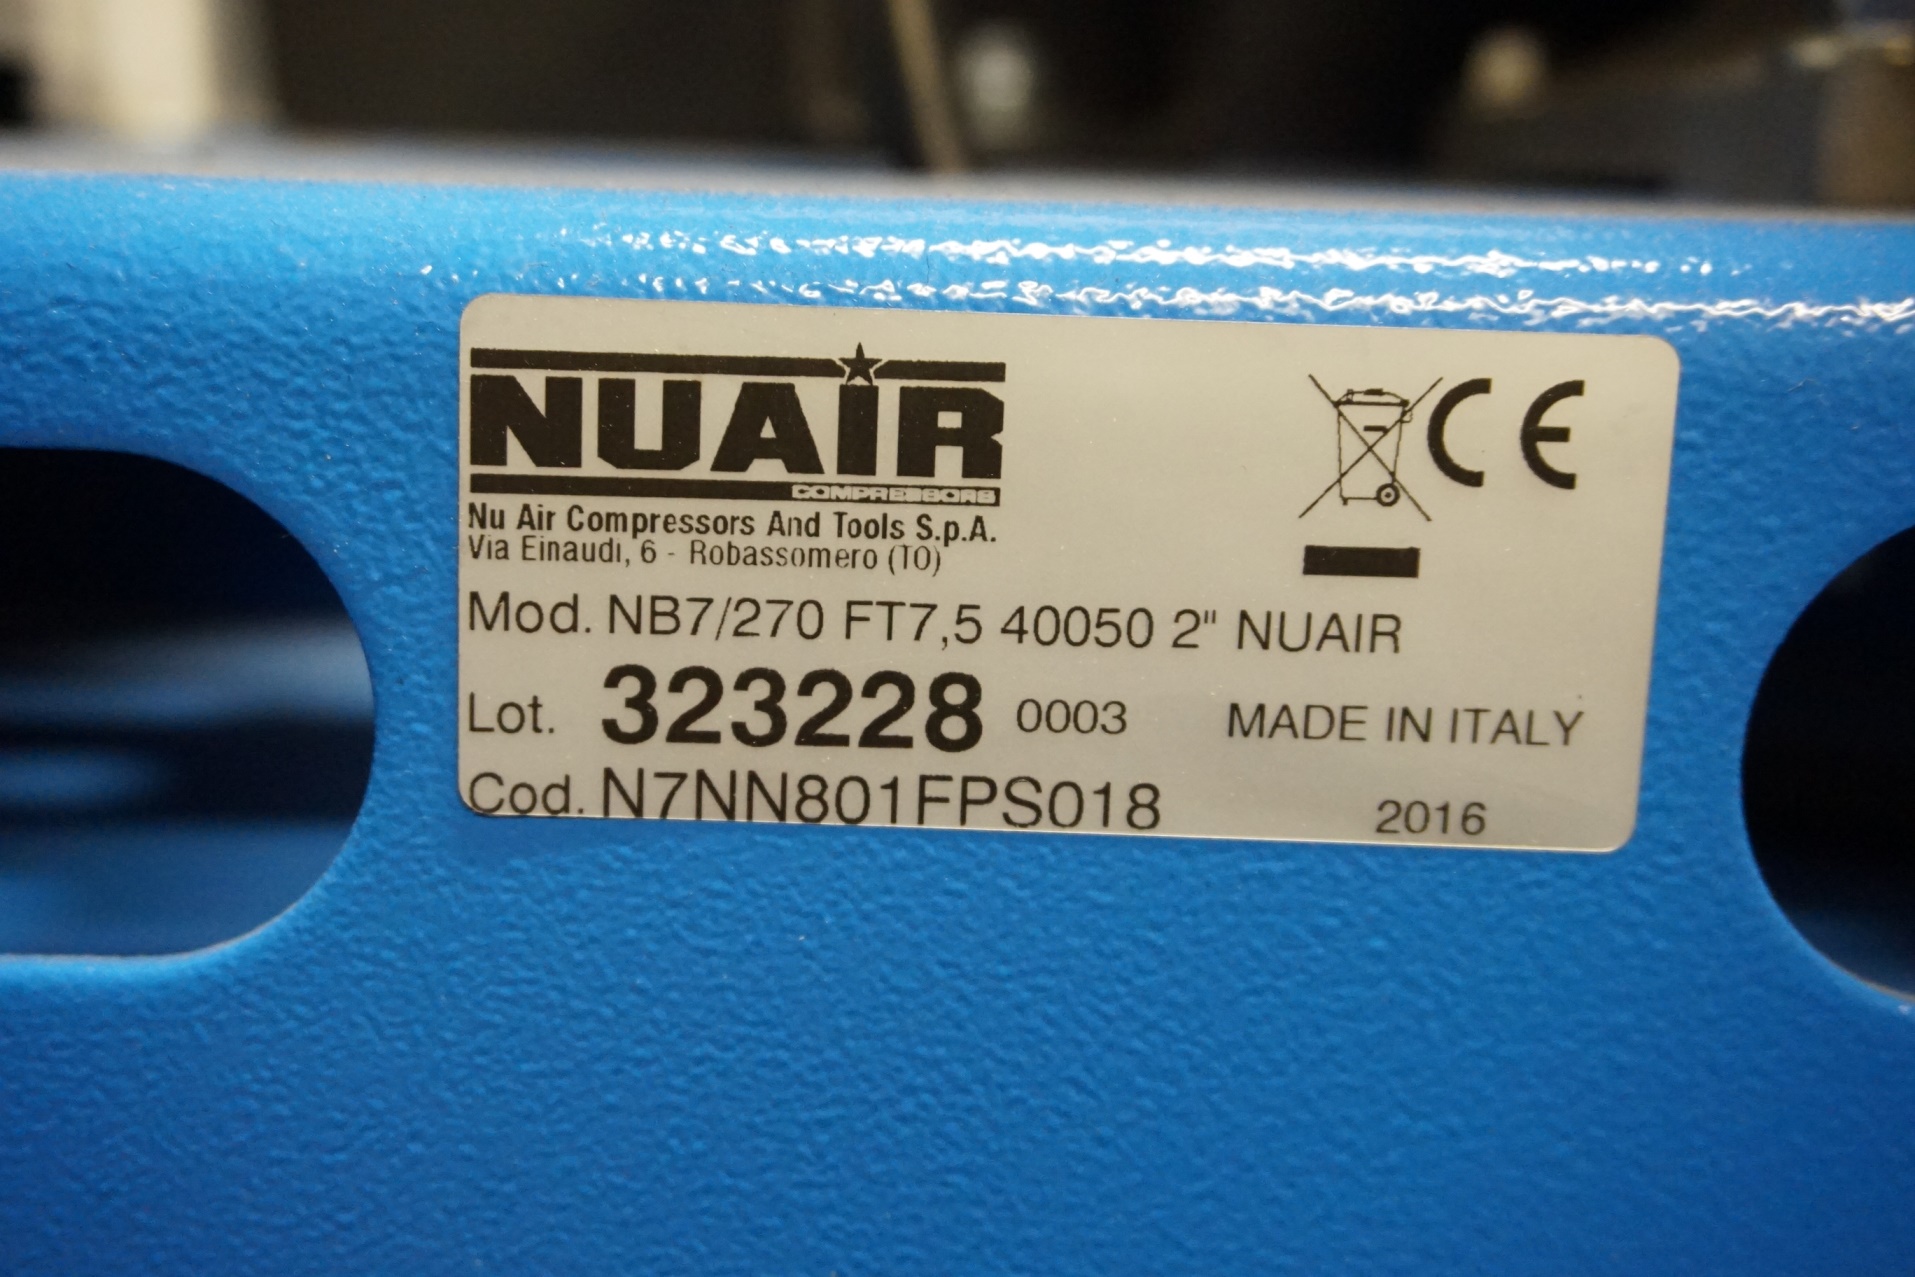 NUAIR
COMPRESSORS
Nu Air Compressors And Tools S.p.A.
Via Einaudi, 6 - Robassomero (TO)
Mod. NB7/270 FT7,5 40050 2" NUAIR
Lot. 323228 0003 MADE IN ITALY
Cod. N7NN801FPS018 2016
CE